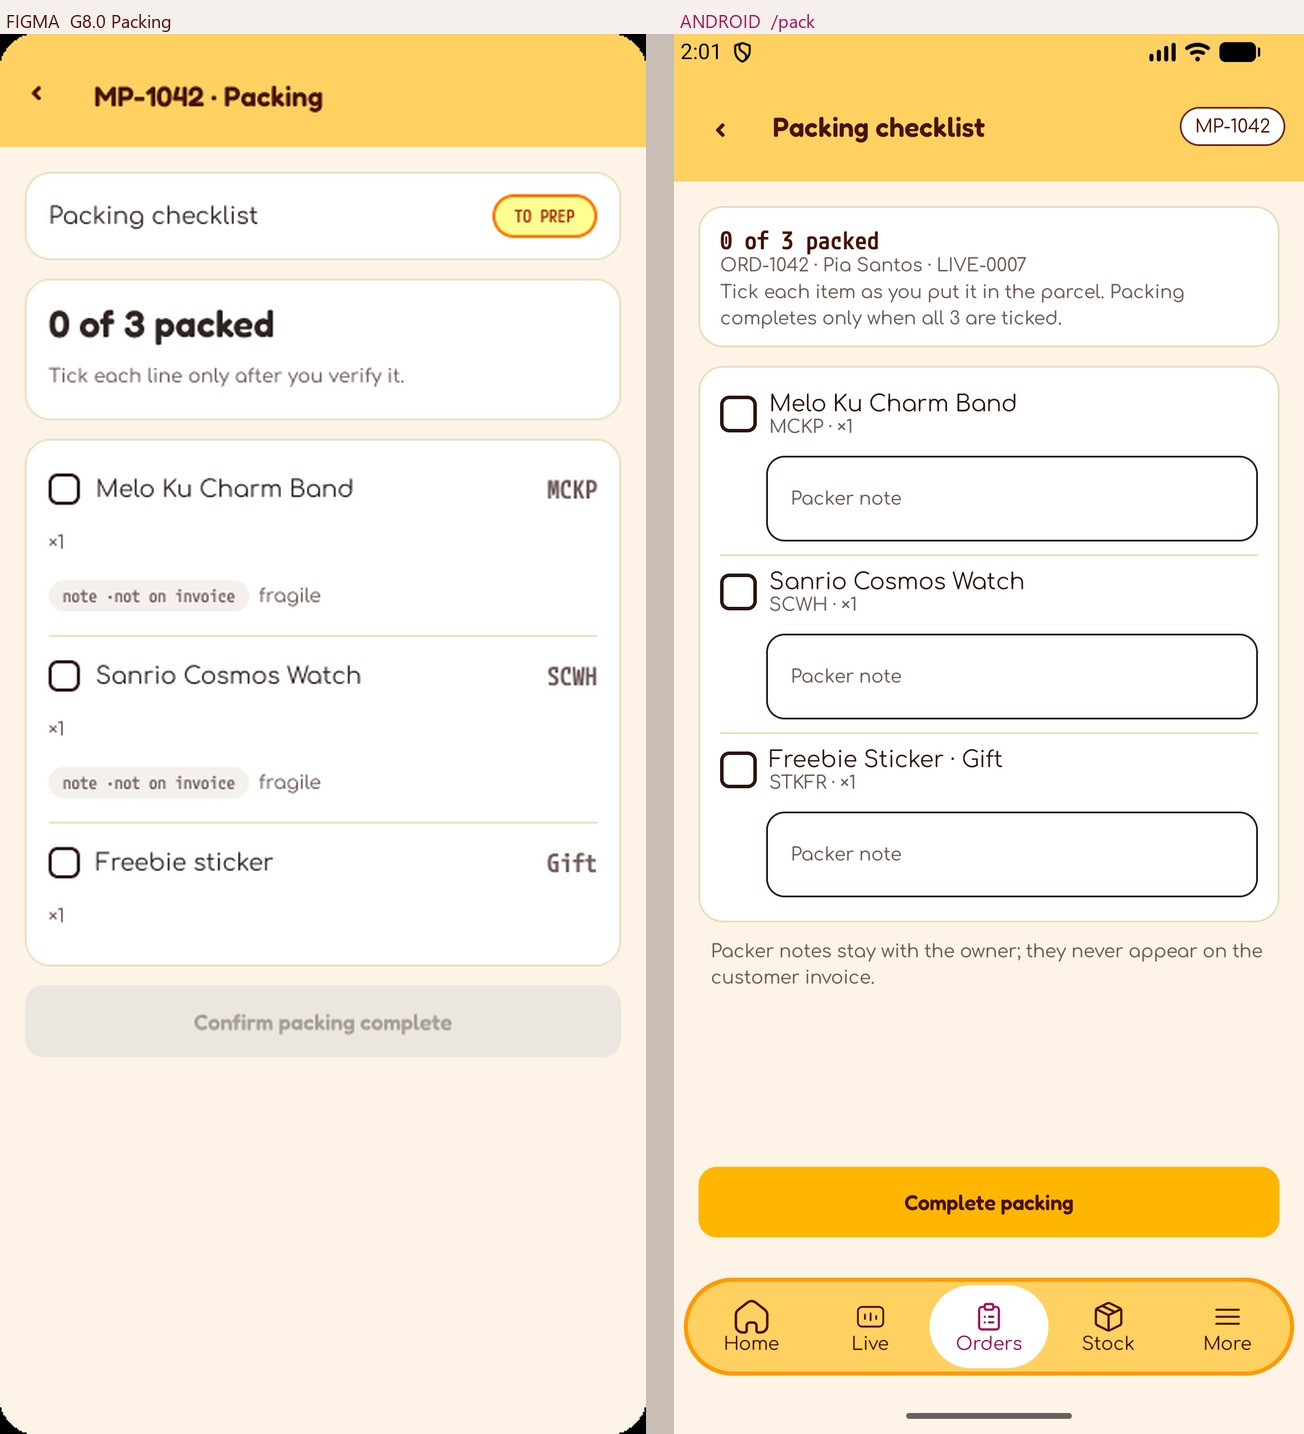 FIGMA G8.0 Packing
MP-1042 · Packing
Packing checklist
TO PREP
0 of 3 packed
Tick each line only after you verify it.
Melo Ku Charm Band
MCKP
×1
note ·not on invoice
fragile
Sanrio Cosmos Watch
SCWH
×1
note ·not on invoice
fragile
Freebie sticker
Gift
×1
Confirm packing complete
ANDROID /pack
2:01
Packing checklist
MP-1042
0 of 3 packed
ORD-1042 · Pia Santos · LIVE-0007
Tick each item as you put it in the parcel. Packing
completes only when all 3 are ticked.
Melo Ku Charm Band
MCKP · ×1
Packer note
Sanrio Cosmos Watch
SCWH · ×1
Packer note
Freebie Sticker · Gift
STKFR · ×1
Packer note
Packer notes stay with the owner; they never appear on the
customer invoice.
Complete packing
Home
Live
Orders
Stock
More